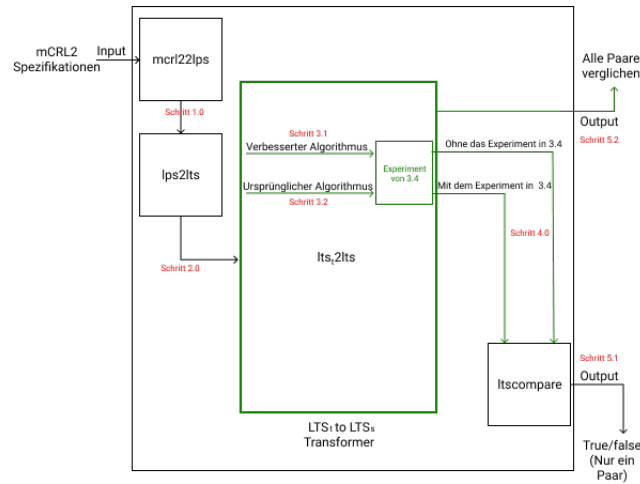 mCRL2
Spezifikationen
Input
mcrl22lps
Schritt 1.0
lps2lts
Schritt 2.0
Schritt 3.1
Verbesserter Algorithmus
Ursprünglicher Algorithmus
Schritt 3.2
Experiment
von 3.4
ltsₜ2lts
Ohne das Experiment in 3.4
Mit dem Experiment in 3.4
Schritt 4.0
Alle Paare
verglichen
Output
Schritt 5.2
ltscompare
Schritt 5.1
Output
True/false
(Nur ein
Paar)
LTSₜ to LTSₛ
Transformer